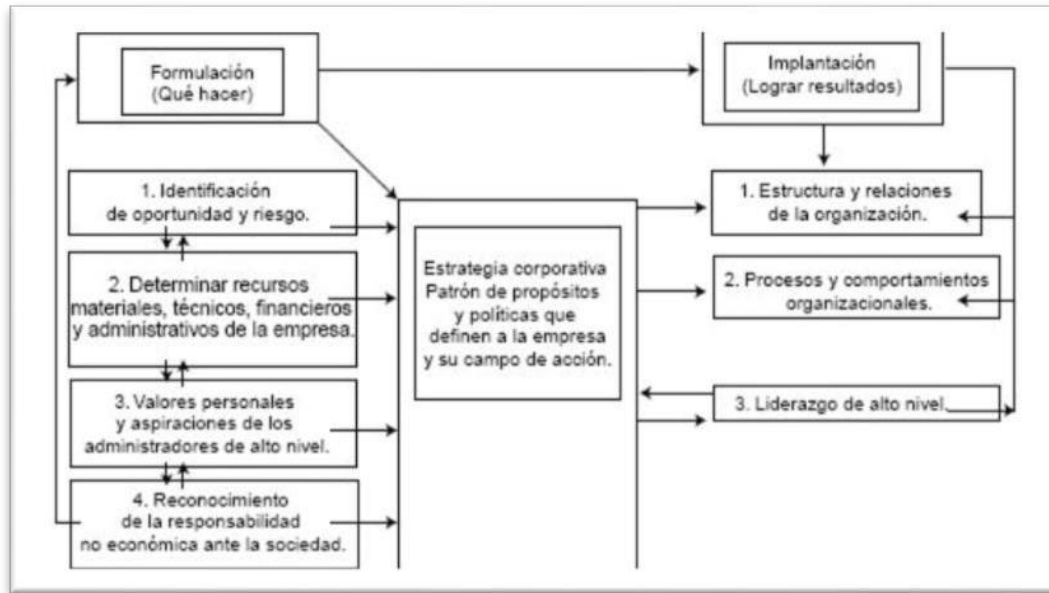 Formulación
(Qué hacer)
Implantación
(Lograr resultados)
1. Identificación
de oportunidad y riesgo.
2. Determinar recursos
materiales, técnicos, financieros
y administrativos de la empresa.
3. Valores personales
y aspiraciones de los
administradores de alto nivel.
4. Reconocimiento
de la responsabilidad
no económica ante la sociedad.
Estrategia corporativa
Patrón de propósitos
y políticas que
definen a la empresa
y su campo de acción.
1. Estructura y relaciones
de la organización.
2. Procesos y comportamientos
organizacionales.
3. Liderazgo de alto nivel.